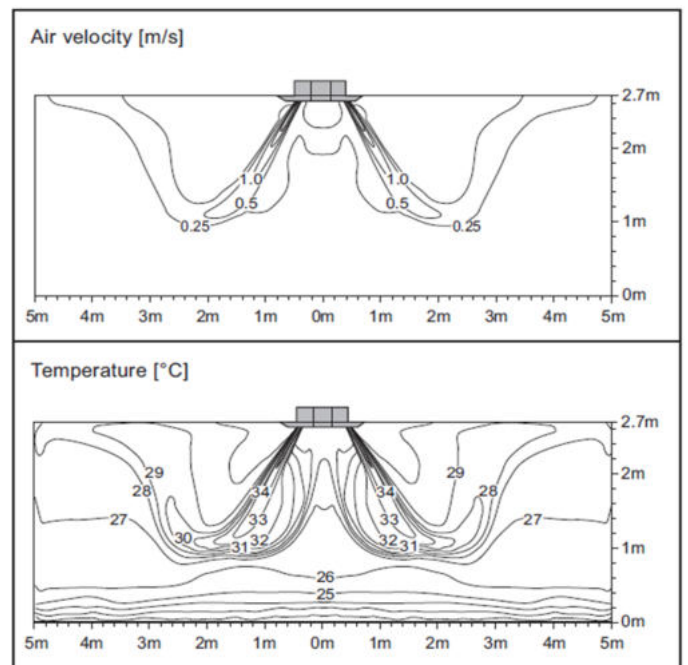 Air velocity [m/s]
2.7m
2m
1.0 1.0
0.5 0.5
0.25 0.25
1m
0m
5m 4m 3m 2m 1m 0m 1m 2m 3m 4m 5m
Temperature [°C]
2.7m
29 29
2m
28 34 34 28
27 33 33 27
30 32 32
31 31
1m
26
25
0m
5m 4m 3m 2m 1m 0m 1m 2m 3m 4m 5m